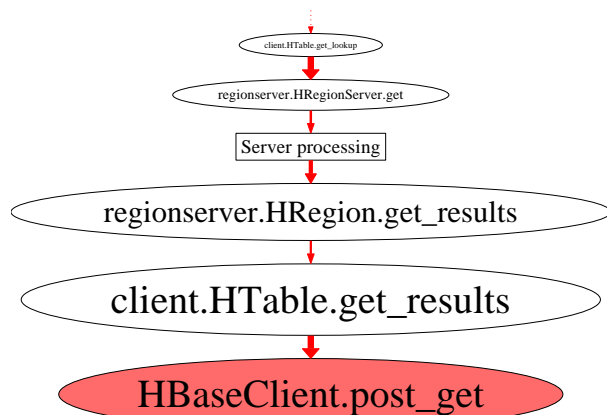 client.HTable.get_lookup
regionserver.HRegionServer.get
Server processing
regionserver.HRegion.get_results
client.HTable.get_results
HBaseClient.post_get